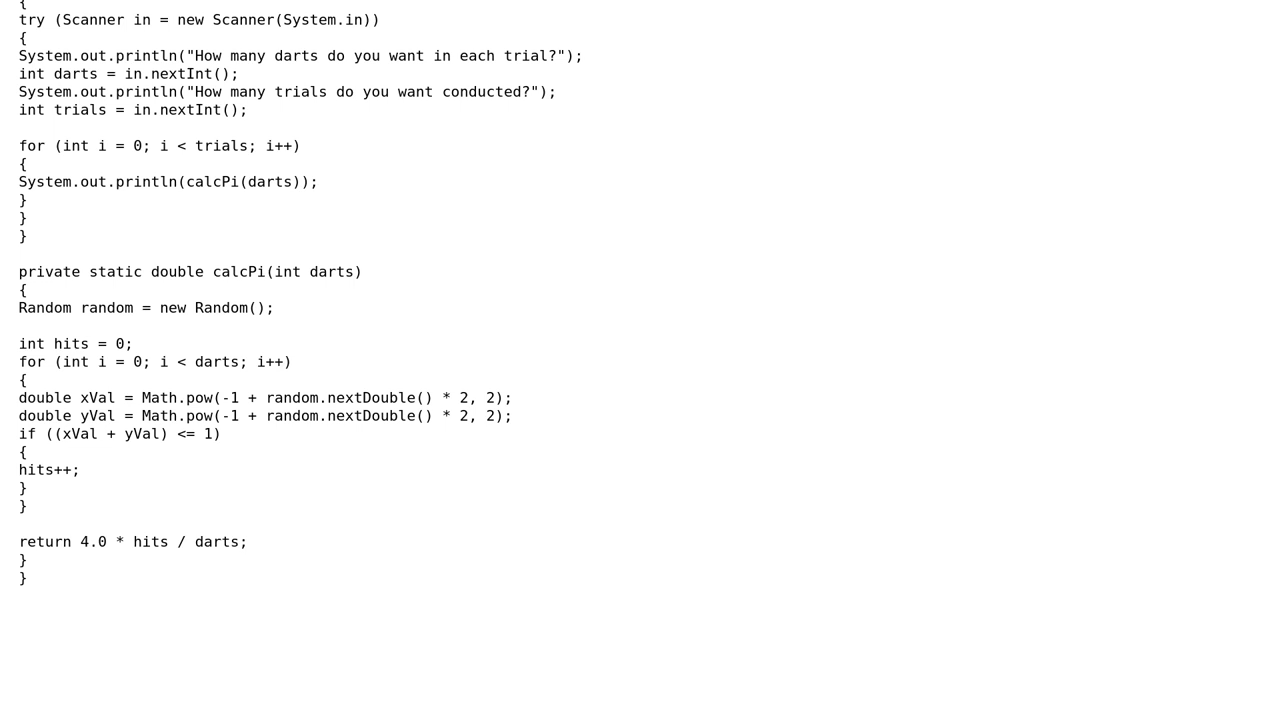 {
try (Scanner in = new Scanner(System.in))
{
System.out.println("How many darts do you want in each trial?");
int darts = in.nextInt();
System.out.println("How many trials do you want conducted?");
int trials = in.nextInt();

for (int i = 0; i < trials; i++)
{
System.out.println(calcPi(darts));
}
}
}

private static double calcPi(int darts)
{
Random random = new Random();

int hits = 0;
for (int i = 0; i < darts; i++)
{
double xVal = Math.pow(-1 + random.nextDouble() * 2, 2);
double yVal = Math.pow(-1 + random.nextDouble() * 2, 2);
if ((xVal + yVal) <= 1)
{
hits++;
}
}

return 4.0 * hits / darts;
}
}